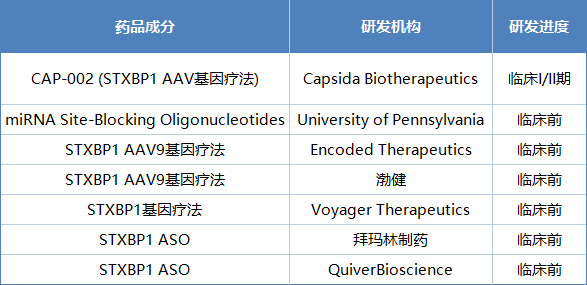 药品成分 研发机构 研发进度
CAP-002 (STXBP1 AAV基因疗法) Capsida Biotherapeutics 临床I/II期
miRNA Site-Blocking Oligonucleotides University of Pennsylvania 临床前
STXBP1 AAV9基因疗法 Encoded Therapeutics 临床前
STXBP1 AAV9基因疗法 渤健 临床前
STXBP1基因疗法 Voyager Therapeutics 临床前
STXBP1 ASO 拜玛林制药 临床前
STXBP1 ASO QuiverBioscience 临床前